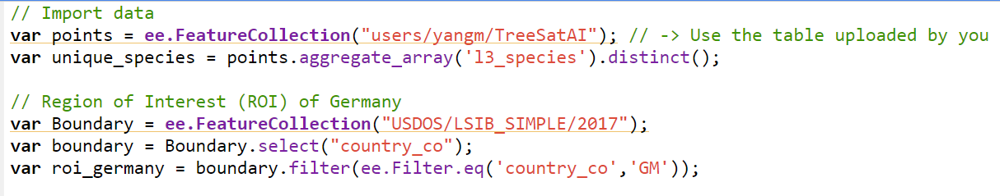 // Import data
var points = ee.FeatureCollection("users/yangm/TreeSatAI"); // -> Use the table uploaded by you
var unique_species = points.aggregate_array('l3_species').distinct();
// Region of Interest (ROI) of Germany
var Boundary = ee.FeatureCollection("USDOS/LSIB_SIMPLE/2017");
var boundary = Boundary.select("country_co");
var roi_germany = boundary.filter(ee.Filter.eq('country_co','GM'));